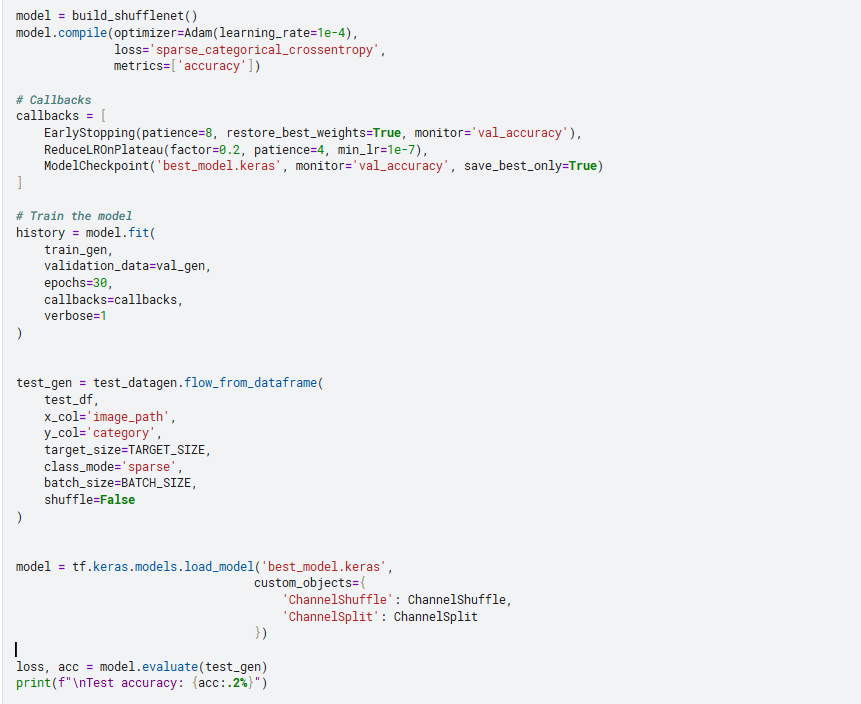 model = build_shufflenet()
model.compile(optimizer=Adam(learning_rate=1e-4),
              loss='sparse_categorical_crossentropy',
              metrics=['accuracy'])
# Callbacks
callbacks = [
    EarlyStopping(patience=8, restore_best_weights=True, monitor='val_accuracy'),
    ReduceLROnPlateau(factor=0.2, patience=4, min_lr=1e-7),
    ModelCheckpoint('best_model.keras', monitor='val_accuracy', save_best_only=True)
]
# Train the model
history = model.fit(
    train_gen,
    validation_data=val_gen,
    epochs=30,
    callbacks=callbacks,
    verbose=1
)
test_gen = test_datagen.flow_from_dataframe(
    test_df,
    x_col='image_path',
    y_col='category',
    target_size=TARGET_SIZE,
    class_mode='sparse',
    batch_size=BATCH_SIZE,
    shuffle=False
)
model = tf.keras.models.load_model('best_model.keras',
                                  custom_objects={
                                      'ChannelShuffle': ChannelShuffle,
                                      'ChannelSplit': ChannelSplit
                                  })
loss, acc = model.evaluate(test_gen)
print(f"\nTest accuracy: {acc:.2%}")